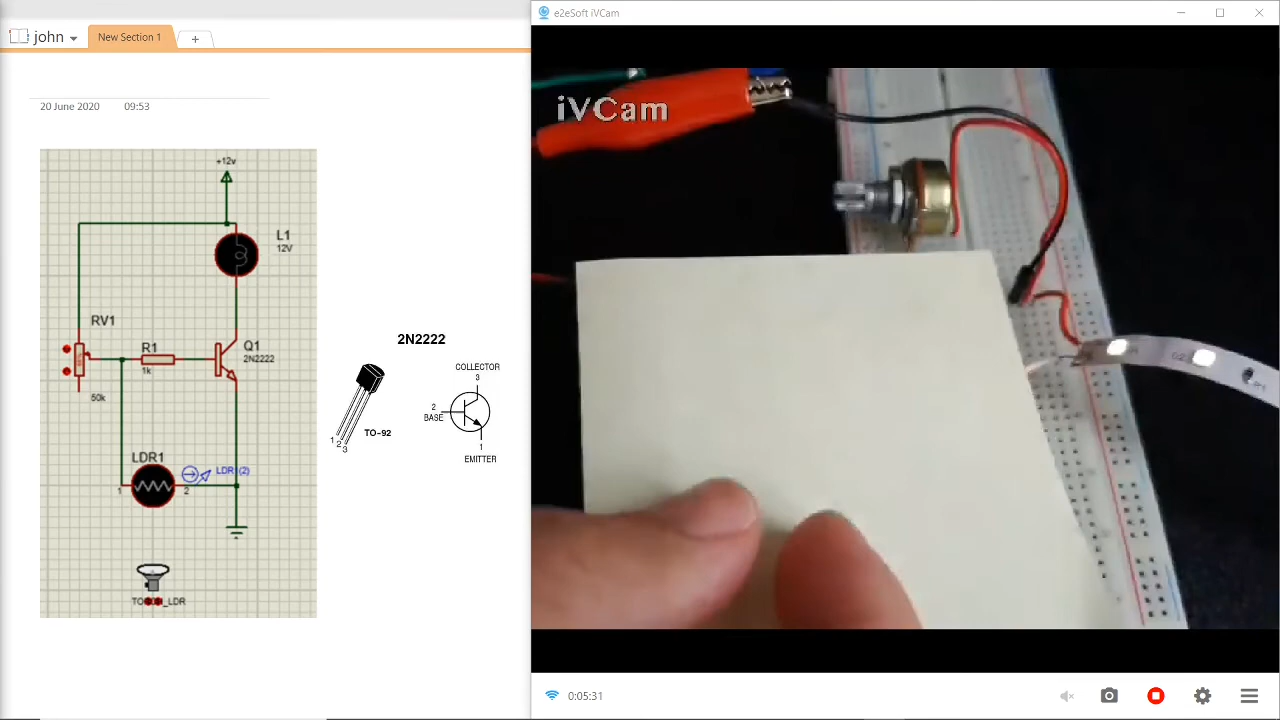 john
New Section 1
+
20 June 2020 09:53
+12v
L1
12V
RV1
50k
R1
1k
Q1
2N2222
LDR1
1
2
LDR1(2)
2N2222
1
2
3
TO-92
COLLECTOR
3
2
BASE
1
EMITTER
e2eSoft iVCam
iVCam
0:05:31